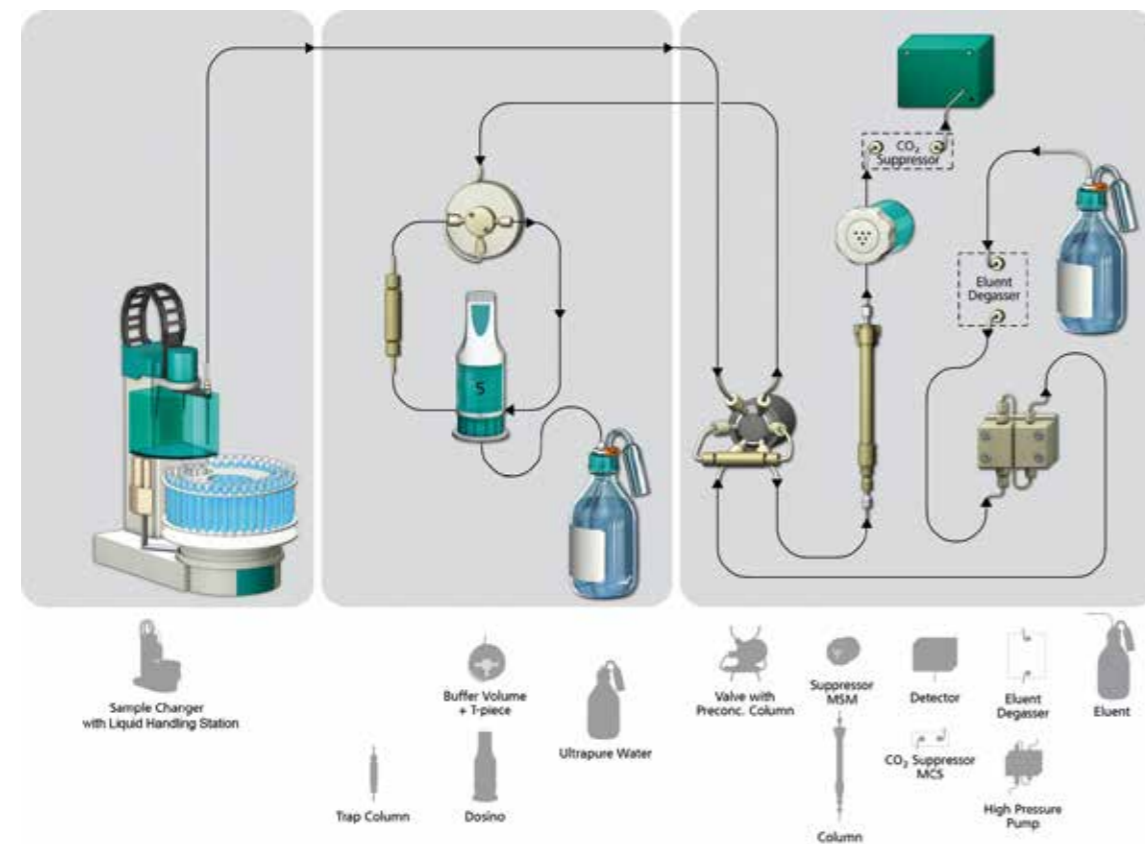 CO₂
Suppressor
Eluent
Degasser
5
Sample Changer
with Liquid Handling Station
Buffer Volume
+ T-piece
Ultrapure Water
Trap Column
Dosino
Valve with
Preconc. Column
Suppressor
MSM
Detector
Eluent
Degasser
Eluent
CO₂ Suppressor
MCS
High Pressure
Pump
Column